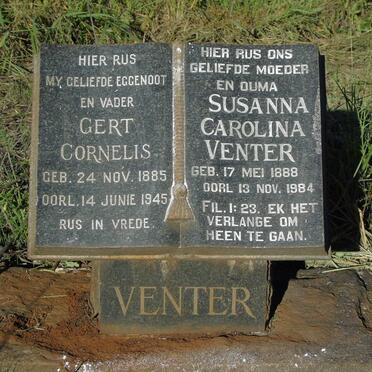 HIER RUS
MY GELIEFDE EGGENOOT
EN VADER
GERT
CORNELIS
GEB. 24 NOV. 1885
OORL. 14 JUNIE 1945
RUS IN VREDE.
HIER RUS ONS
GELIEFDE MOEDER
EN OUMA
SUSANNA
CAROLINA
VENTER
GEB. 17 MEI 1888
OORL 13 NOV. 1984
FIL. 1: 23. EK HET
VERLANGE OM
HEEN TE GAAN.
VENTER